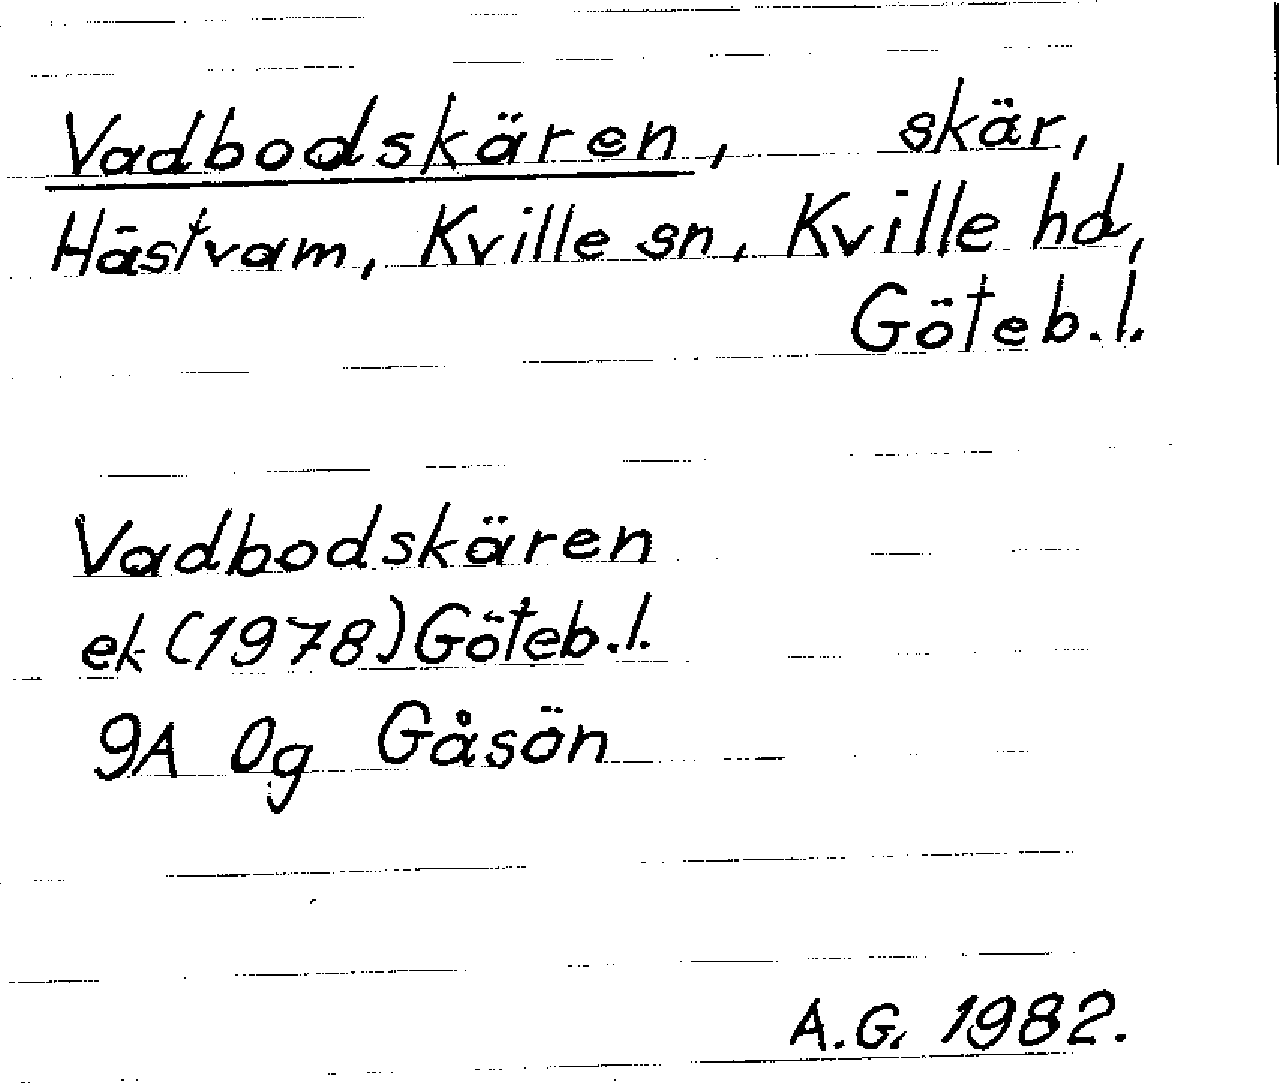 Vadbodskären, skär,
Hästvam, Kville sn, Kville hd,
Göteb.l.
Vadbodskären
ek (1978) Göteb.l.
9A 0g Gåsön
A.G. 1982.